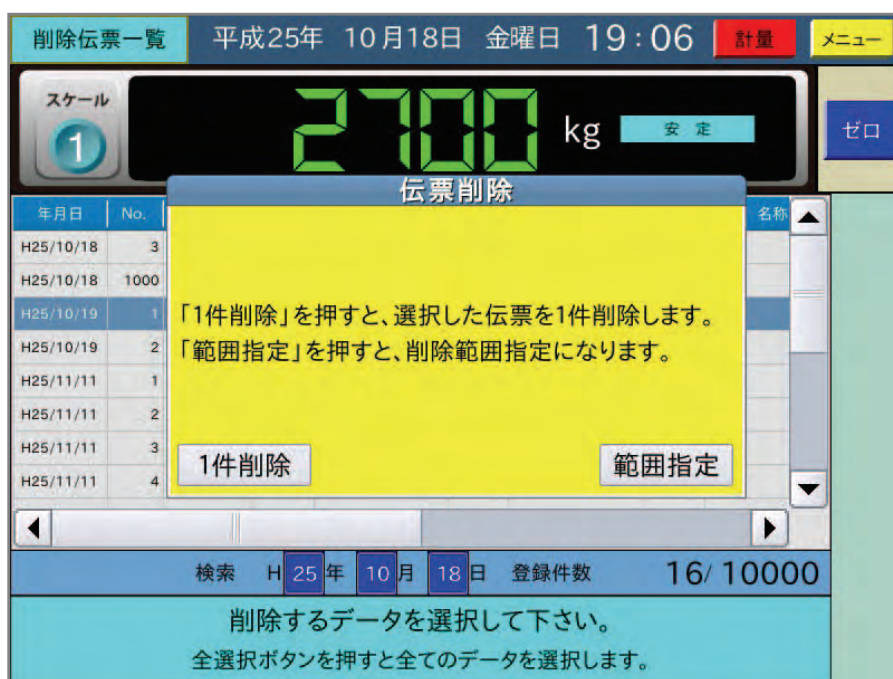 削除伝票一覧 平成25年 10月18日 金曜日 19:06 計量 メニュー
スケール
1
2700 kg 安定
ゼロ
伝票削除
年月日 No. 名称
H25/10/18 3
H25/10/18 1000
H25/10/19 1
H25/10/19 2
H25/11/11 1
H25/11/11 2
H25/11/11 3
H25/11/11 4
「1件削除」を押すと、選択した伝票を1件削除します。
「範囲指定」を押すと、削除範囲指定になります。
1件削除 範囲指定
検索 H 25 年 10 月 18 日 登録件数 16/ 10000
削除するデータを選択して下さい。
全選択ボタンを押すと全てのデータを選択します。